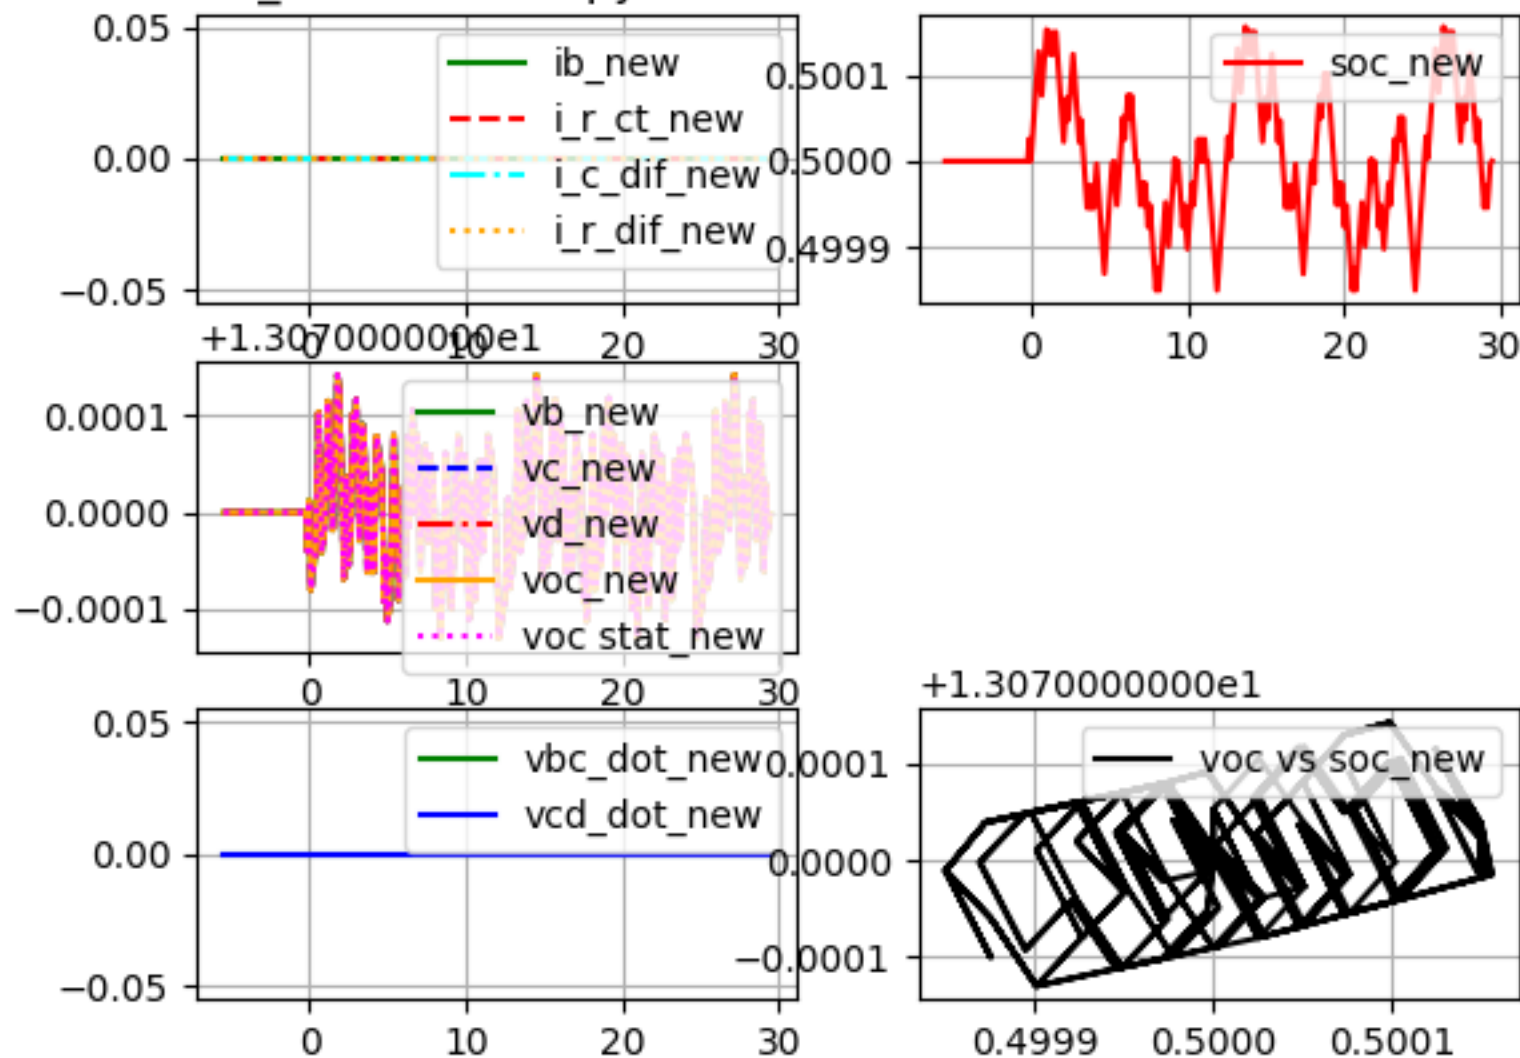 0.05
0.00
−0.05
ib_new
i_r_ct_new
i_c_dif_new
i_r_dif_new
0 10 20 30
0.5001
0.5000
0.4999
soc_new
0 10 20 30
+1.3070000000e1
0.0001
0.0000
−0.0001
vb_new
vc_new
vd_new
voc_new
voc stat_new
0 10 20 30
0.05
0.00
−0.05
vbc_dot_new
vcd_dot_new
0 10 20 30
+1.3070000000e1
0.0001
0.0000
−0.0001
voc vs soc_new
0.4999 0.5000 0.5001